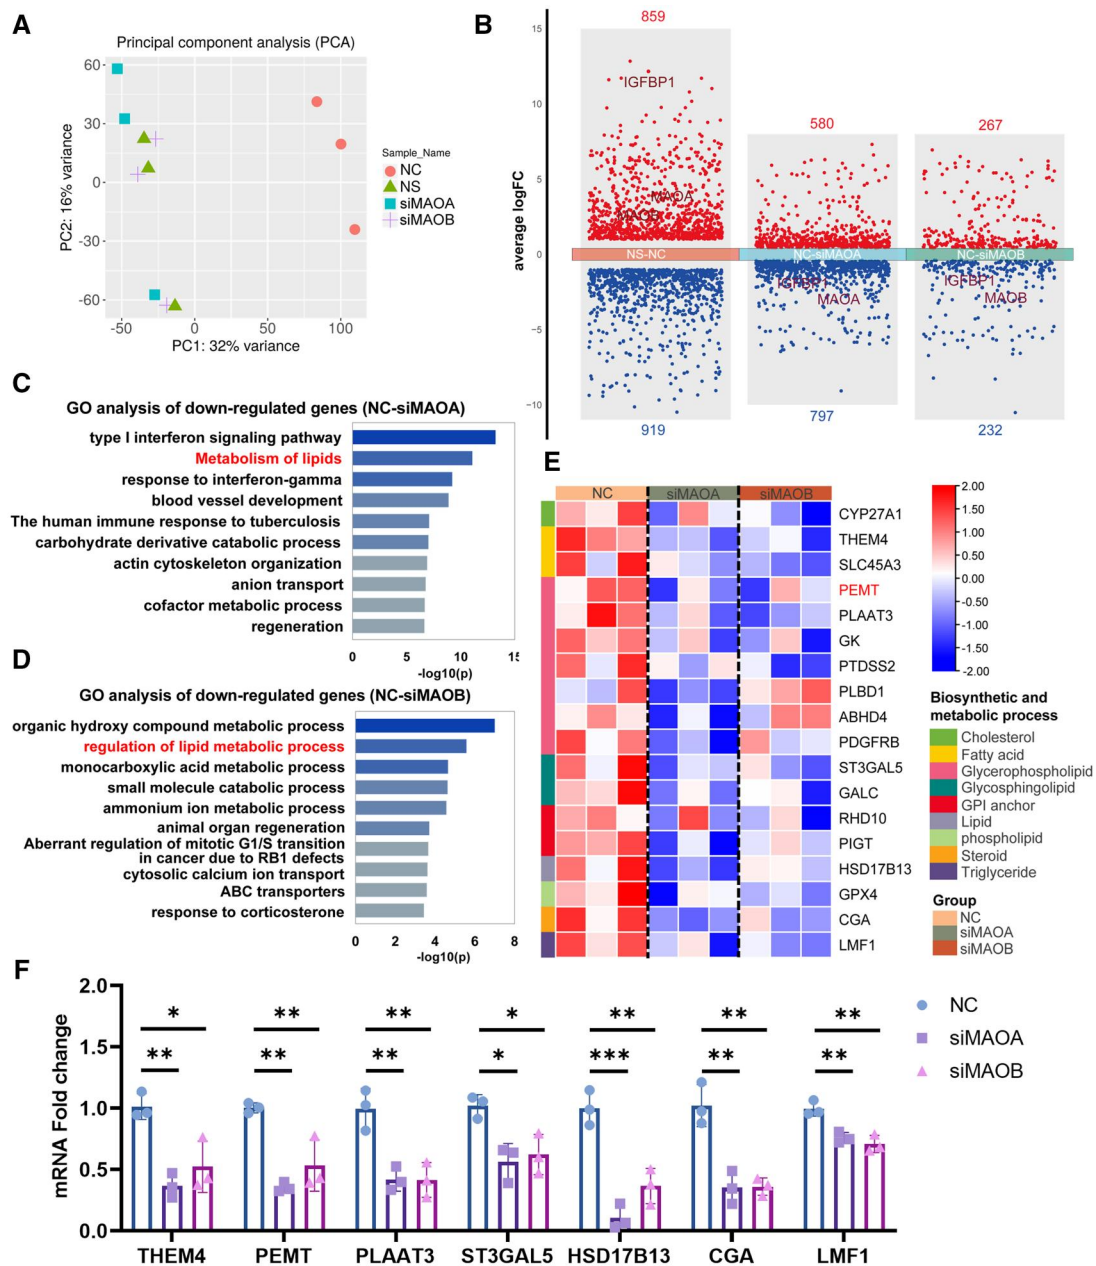 A
Principal component analysis (PCA)
60
30
0
-30
-60
PC2: 16% variance
-50
0
50
100
PC1: 32% variance
Sample_Name
NC
NS
siMAOA
siMAOB
B
average logFC
15
10
5
0
−5
−10
859
580
267
IGFBP1
MAOA
MAOB
NS-NC
NC-siMAOA
NC-siMAOB
IGFBP1
MAOA
IGFBP1
MAOB
919
797
232
C
GO analysis of down-regulated genes (NC-siMAOA)
type I interferon signaling pathway
Metabolism of lipids
response to interferon-gamma
blood vessel development
The human immune response to tuberculosis
carbohydrate derivative catabolic process
actin cytoskeleton organization
anion transport
cofactor metabolic process
regeneration
0
5
10
-log10(p)
D
GO analysis of down-regulated genes (NC-siMAOB)
organic hydroxy compound metabolic process
regulation of lipid metabolic process
monocarboxylic acid metabolic process
small molecule catabolic process
ammonium ion metabolic process
animal organ regeneration
Aberrant regulation of mitotic G1/S transition
in cancer due to RB1 defects
cytosolic calcium ion transport
ABC transporters
response to corticosterone
0
2
4
6
8
-log10(p)
E
NC
siMAOA
siMAOB
CYP27A1
THEM4
SLC45A3
PEMT
PLAAT3
GK
PTDSS2
PLBD1
ABHD4
PDGFRB
ST3GAL5
GALC
RHD10
PIGT
HSD17B13
GPX4
CGA
LMF1
2.00
1.50
1.00
0.50
0.00
-0.50
-1.00
-1.50
-2.00
Biosynthetic and
metabolic process
Cholesterol
Fatty acid
Glycerophospholipid
Glycosphingolipid
GPI anchor
Lipid
phospholipid
Steroid
Triglyceride
Group
NC
siMAOA
siMAOB
F
mRNA Fold change
2.0
1.5
1.0
0.5
0.0
* ** ** * ** ** **
** ** ** * *** ** **
THEM4
PEMT
PLAAT3
ST3GAL5
HSD17B13
CGA
LMF1
NC
siMAOA
siMAOB